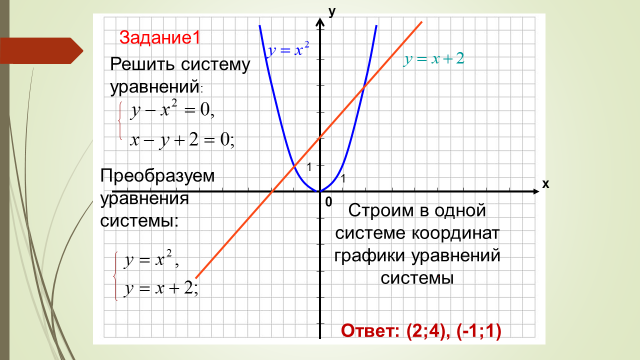 Задание1
Решить систему
уравнений:
y − x² = 0,
x − y + 2 = 0;
Преобразуем
уравнения
системы:
y = x²,
y = x + 2;
y
y = x²
y = x + 2
1
1
x
0
Строим в одной
системе координат
графики уравнений
системы
Ответ: (2;4), (-1;1)